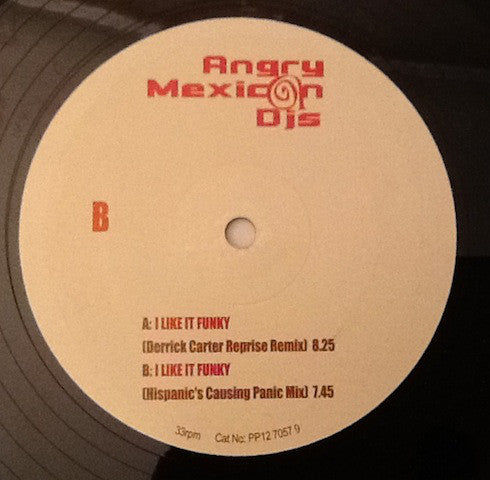 Angry
Mexican
Djs
B
A: I LIKE IT FUNKY
(Derrick Carter Reprise Remix) 8.25
B: I LIKE IT FUNKY
(Hispanic's Causing Panic Mix) 7.45
33rpm Cat No: PP12 7057 9